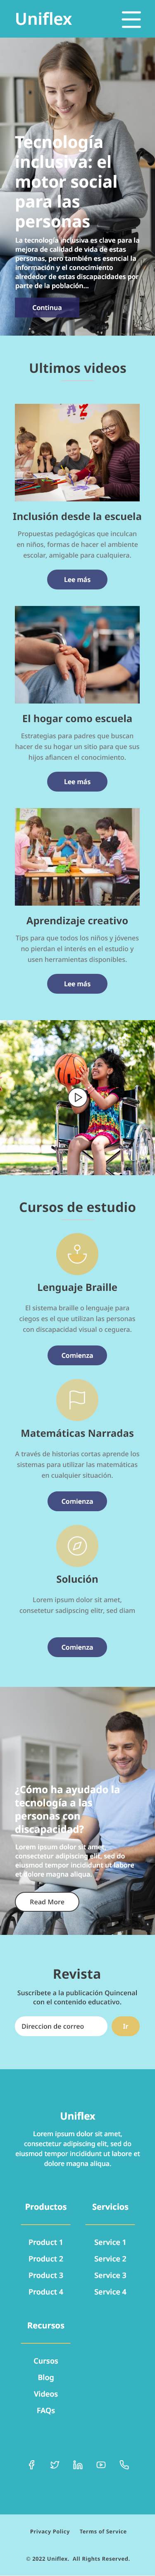 Uniflex
Tecnología
inclusiva: el
motor social
para las
personas
La tecnología inclusiva es clave para la
mejora de calidad de vida de estas
personas, pero también es esencial la
información y el conocimiento
alrededor de estas discapacidades por
parte de la población...
Continua
Ultimos videos
Inclusión desde la escuela
Propuestas pedagógicas que inculcan
en niños, formas de hacer el ambiente
escolar, amigable para cualquiera.
Lee más
El hogar como escuela
Estrategias para padres que buscan
hacer de su hogar un sitio para que sus
hijos afiancen el conocimiento.
Lee más
Aprendizaje creativo
Tips para que todos los niños y jóvenes
no pierdan el interés en el estudio y
usen herramientas disponibles.
Lee más
Cursos de estudio
Lenguaje Braille
El sistema braille o lenguaje para
ciegos es el que utilizan las personas
con discapacidad visual o ceguera.
Comienza
Matemáticas Narradas
A través de historias cortas aprende los
sistemas para utilizar las matemáticas
en cualquier situación.
Comienza
Solución
Lorem ipsum dolor sit amet,
consetetur sadipscing elitr, sed diam
Comienza
¿Cómo ha ayudado la
tecnología a las
personas con
discapacidad?
Lorem ipsum dolor sit amet,
consectetur adipiscing elit, sed do
eiusmod tempor incididunt ut labore
et dolore magna aliqua.
Read More
Revista
Suscríbete a la publicación Quincenal
con el contenido educativo.
Direccion de correo
Ir
Uniflex
Lorem ipsum dolor sit amet,
consectetur adipiscing elit, sed do
eiusmod tempor incididunt ut labore et
dolore magna aliqua.
Productos Servicios
Product 1 Service 1
Product 2 Service 2
Product 3 Service 3
Product 4 Service 4
Recursos
Cursos
Blog
Videos
FAQs
Privacy Policy Terms of Service
© 2022 Uniflex. All Rights Reserved.